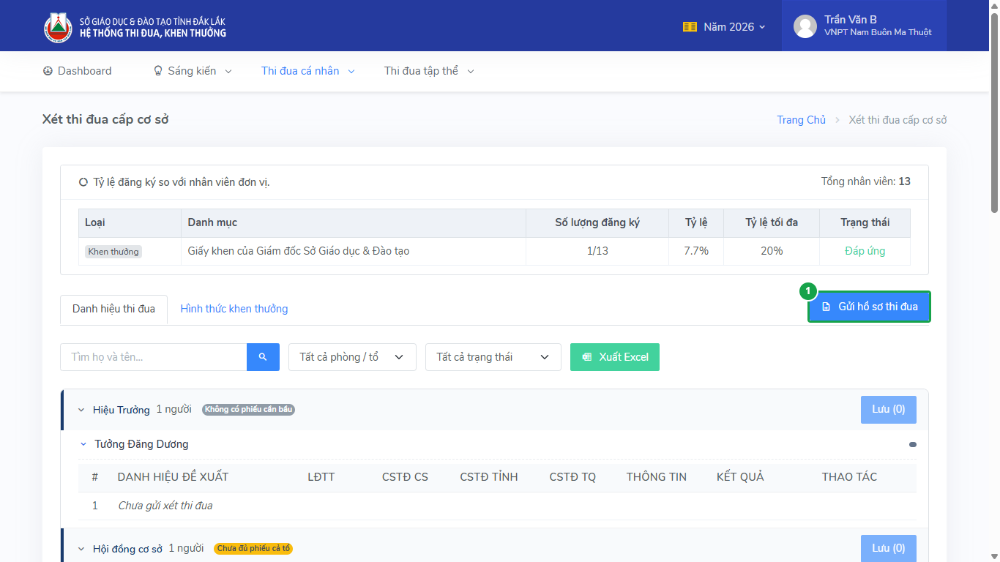 SỞ GIÁO DỤC & ĐÀO TẠO TỈNH ĐẮK LẮK
HỆ THỐNG THI ĐUA, KHEN THƯỞNG
Năm 2026
Trần Văn B
VNPT Nam Buôn Ma Thuột
Dashboard
Sáng kiến
Thi đua cá nhân
Thi đua tập thể
Xét thi đua cấp cơ sở
Trang Chủ
Xét thi đua cấp cơ sở
Tỷ lệ đăng ký so với nhân viên đơn vị.
Tổng nhân viên: 13
Loại Danh mục Số lượng đăng ký Tỷ lệ Tỷ lệ tối đa Trạng thái
Khen thưởng Giấy khen của Giám đốc Sở Giáo dục & Đào tạo 1/13 7.7% 20% Đáp ứng
1
Danh hiệu thi đua
Hình thức khen thưởng
Gửi hồ sơ thi đua
Tìm họ và tên...
Tất cả phòng / tổ
Tất cả trạng thái
Xuất Excel
Hiệu Trưởng 1 người Không có phiếu cần bầu Lưu (0)
Tưởng Đăng Dương
# DANH HIỆU ĐỀ XUẤT LĐTT CSTĐ CS CSTĐ TỈNH CSTĐ TQ THÔNG TIN KẾT QUẢ THAO TÁC
1 Chưa gửi xét thi đua
Hội đồng cơ sở 1 người Chưa đủ phiếu cả tổ Lưu (0)